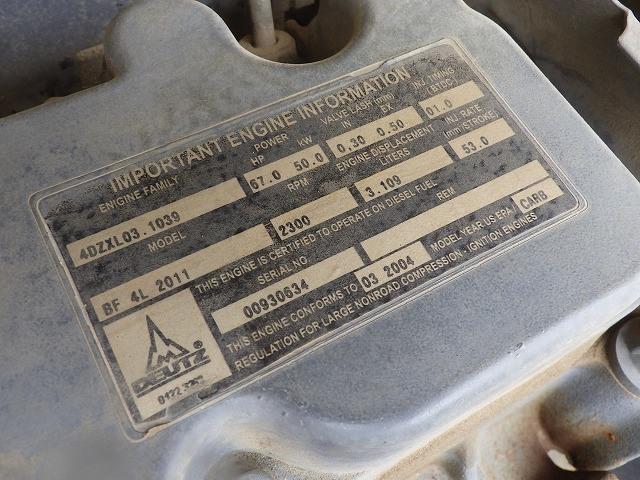 IMPORTANT ENGINE INFORMATION
ENGINE FAMILY POWER VALVE LASH (mm) INJ. TIMING
HP kW IN EX (BTDC)
4DZXL03.1039 67.0 50.0 0.30 0.50 01.0
MODEL RPM ENGINE DISPLACEMENT INJ. RATE
LITERS (mm³/STROKE)
BF 4L 2011 2300 3.109 53.0
THIS ENGINE IS CERTIFIED TO OPERATE ON DIESEL FUEL
SERIAL NO REM
00930634
THIS ENGINE CONFORMS TO 03 2004 MODEL YEAR US EPA CARB
REGULATION FOR LARGE NONROAD COMPRESSION - IGNITION ENGINES
DEUTZ®
0422